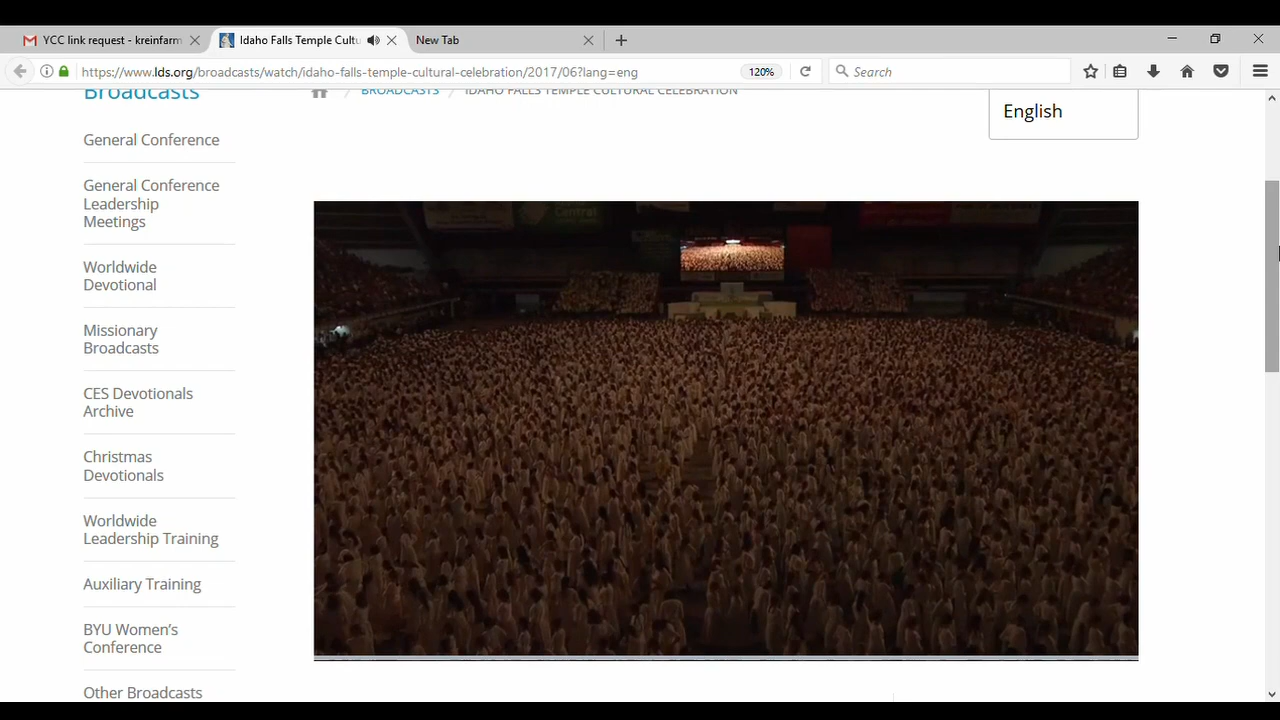 YCC link request - kreinfarm
Idaho Falls Temple Cultu
New Tab
https://www.lds.org/broadcasts/watch/idaho-falls-temple-cultural-celebration/2017/06?lang=eng
120%
Search
Broadcasts
/ BROADCASTS / IDAHO FALLS TEMPLE CULTURAL CELEBRATION
English
General Conference
General Conference
Leadership
Meetings
Worldwide
Devotional
Missionary
Broadcasts
CES Devotionals
Archive
Christmas
Devotionals
Worldwide
Leadership Training
Auxiliary Training
BYU Women's
Conference
Other Broadcasts
Central